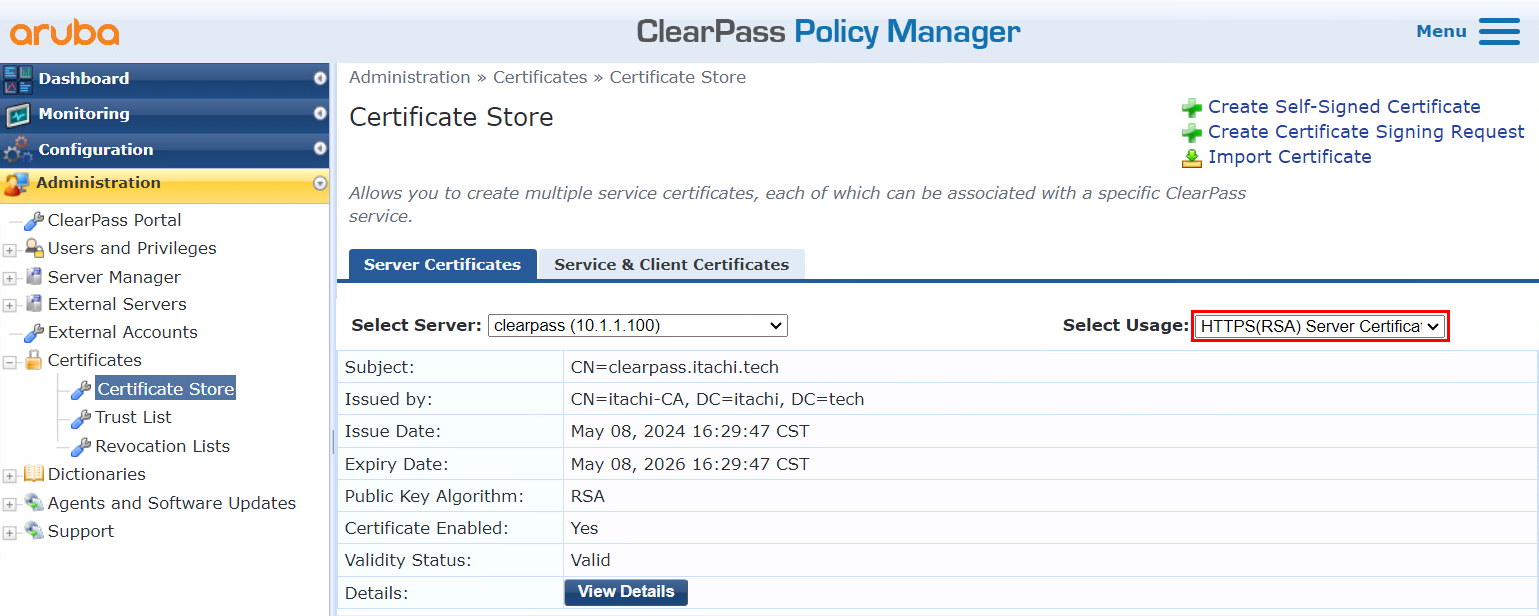 aruba
ClearPass Policy Manager
Menu
Dashboard
Monitoring
Configuration
Administration
ClearPass Portal
Users and Privileges
Server Manager
External Servers
External Accounts
Certificates
Certificate Store
Trust List
Revocation Lists
Dictionaries
Agents and Software Updates
Support
Administration » Certificates » Certificate Store
Certificate Store
Create Self-Signed Certificate
Create Certificate Signing Request
Import Certificate
Allows you to create multiple service certificates, each of which can be associated with a specific ClearPass
service.
Server Certificates Service & Client Certificates
Select Server: clearpass (10.1.1.100) Select Usage: HTTPS(RSA) Server Certificat
Subject: CN=clearpass.itachi.tech
Issued by: CN=itachi-CA, DC=itachi, DC=tech
Issue Date: May 08, 2024 16:29:47 CST
Expiry Date: May 08, 2026 16:29:47 CST
Public Key Algorithm: RSA
Certificate Enabled: Yes
Validity Status: Valid
Details: View Details